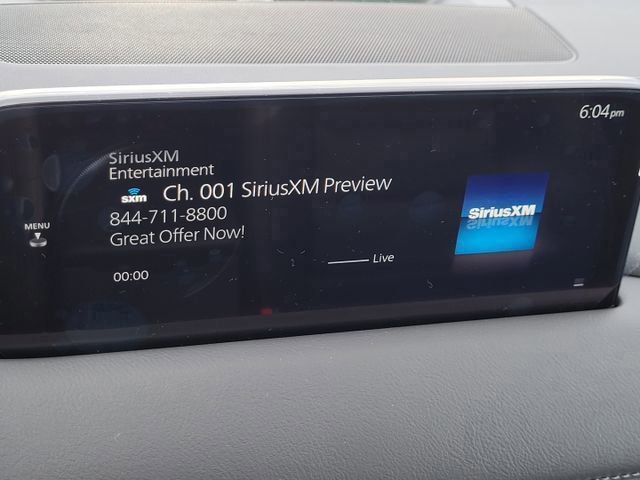 6:04pm
SiriusXM
Entertainment
sxm Ch. 001 SiriusXM Preview
844-711-8800
Great Offer Now!
00:00
Live
MENU
SiriusXM